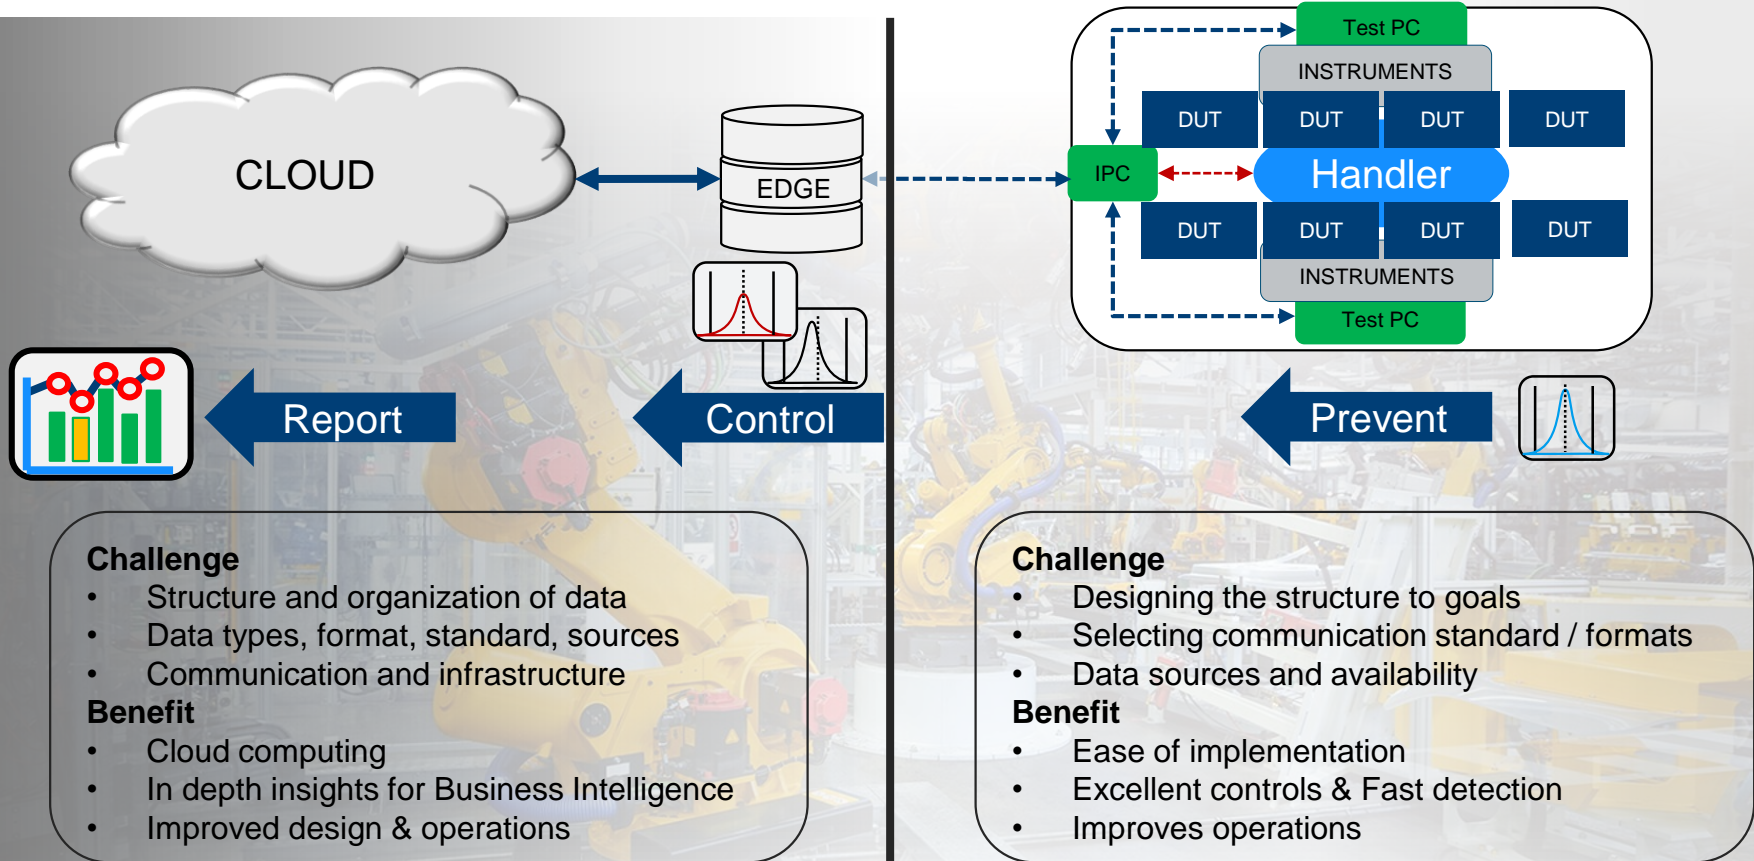 Test PC
INSTRUMENTS
DUT DUT DUT DUT
CLOUD
EDGE
IPC
Handler
DUT DUT DUT DUT
INSTRUMENTS
Test PC
Report
Control
Prevent
Challenge
• Structure and organization of data
• Data types, format, standard, sources
• Communication and infrastructure
Benefit
• Cloud computing
• In depth insights for Business Intelligence
• Improved design & operations
Challenge
• Designing the structure to goals
• Selecting communication standard / formats
• Data sources and availability
Benefit
• Ease of implementation
• Excellent controls & Fast detection
• Improves operations